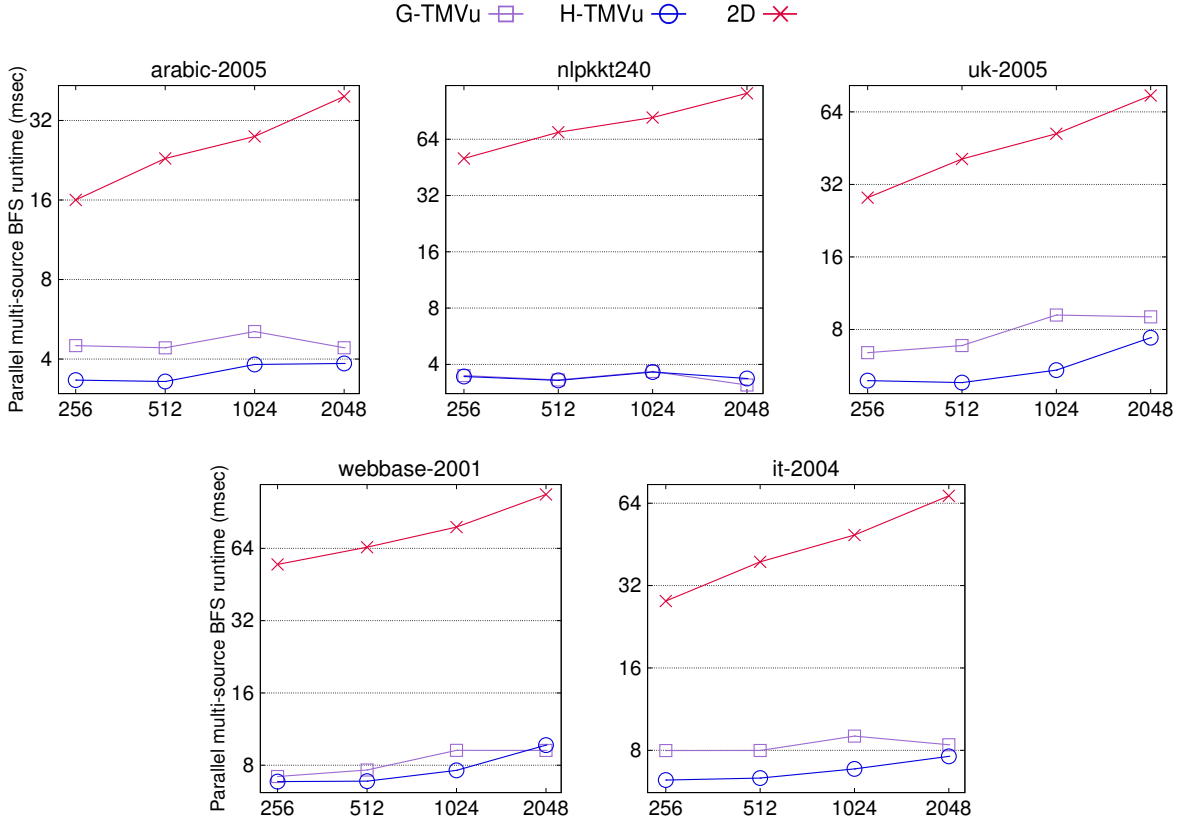 G-TMVu H-TMVu 2D
arabic-2005 nlpkkt240 uk-2005
Parallel multi-source BFS runtime (msec)
32
16
8
4
256 512 1024 2048
64
32
16
8
4
256 512 1024 2048
64
32
16
8
256 512 1024 2048
webbase-2001 it-2004
Parallel multi-source BFS runtime (msec)
64
32
16
8
256 512 1024 2048
64
32
16
8
256 512 1024 2048